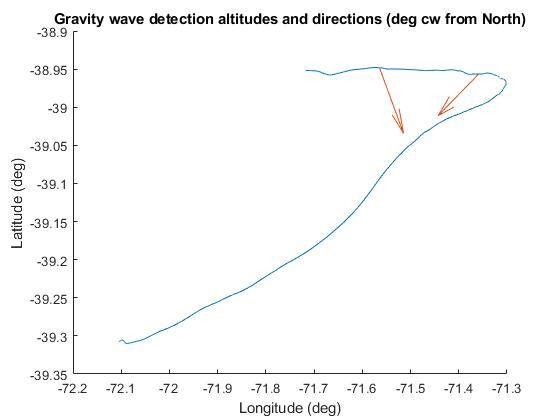 Gravity wave detection altitudes and directions (deg cw from North)
-38.9
-38.95
-39
-39.05
-39.1
-39.15
-39.2
-39.25
-39.3
-39.35
Latitude (deg)
-72.2 -72.1 -72 -71.9 -71.8 -71.7 -71.6 -71.5 -71.4 -71.3
Longitude (deg)